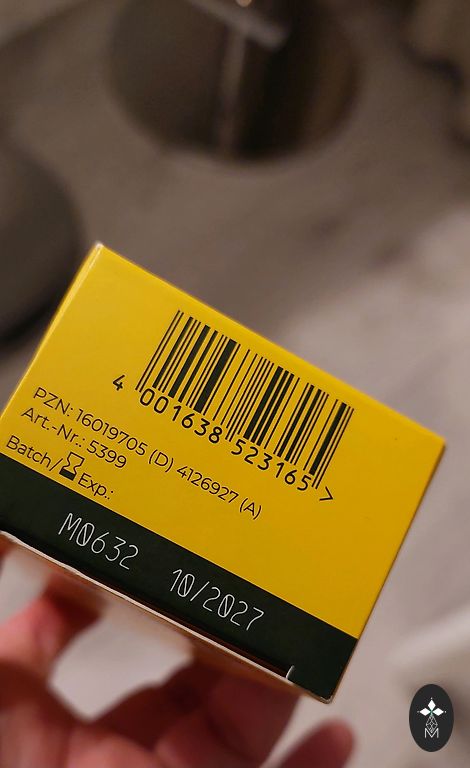 4 001638 523165 >
PZN: 16019705 (D) 4126927 (A)
Art.-Nr.: 5399
Batch/ Exp.:
M0632 10/2027
M